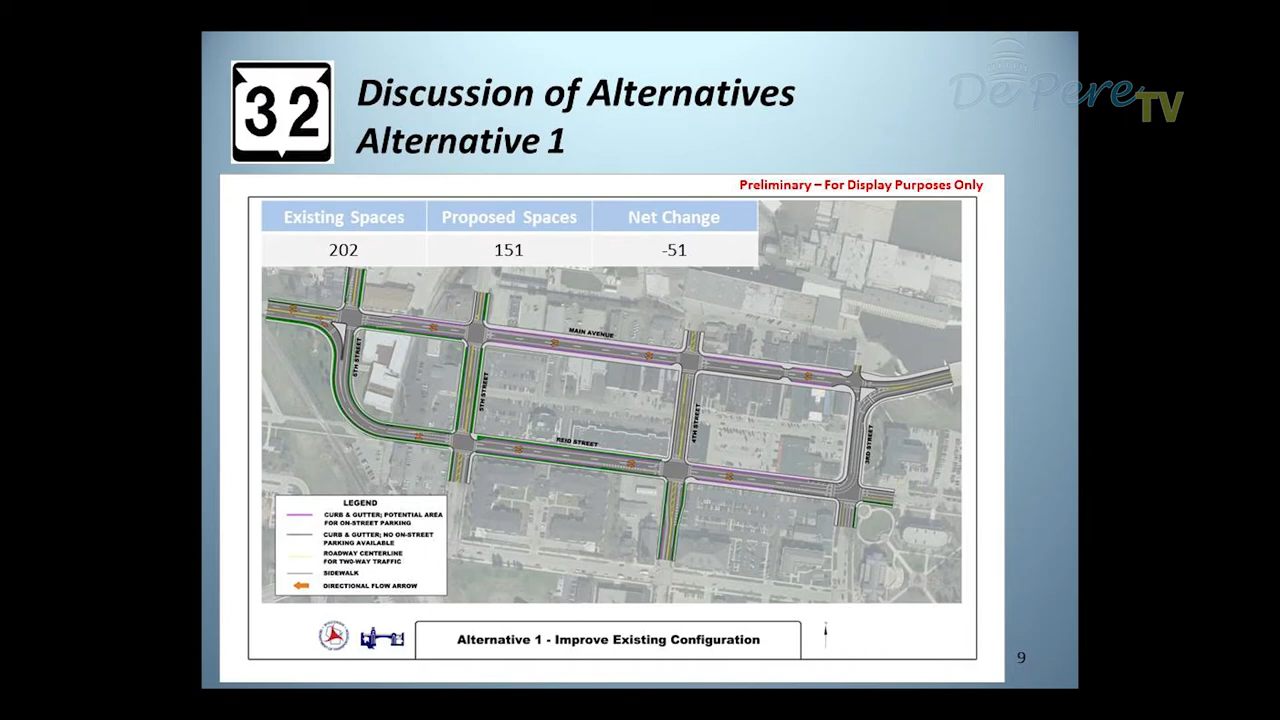 De Pere TV
32
Discussion of Alternatives
Alternative 1
Preliminary – For Display Purposes Only
Existing Spaces Proposed Spaces Net Change
202 151 -51
MAIN AVENUE
6TH STREET
5TH STREET
4TH STREET
3RD STREET
REID STREET
LEGEND
CURB & GUTTER; POTENTIAL AREA
FOR ON-STREET PARKING
CURB & GUTTER; NO ON-STREET
PARKING AVAILABLE
ROADWAY CENTERLINE
FOR TWO-WAY TRAFFIC
SIDEWALK
DIRECTIONAL FLOW ARROW
Alternative 1 - Improve Existing Configuration
9